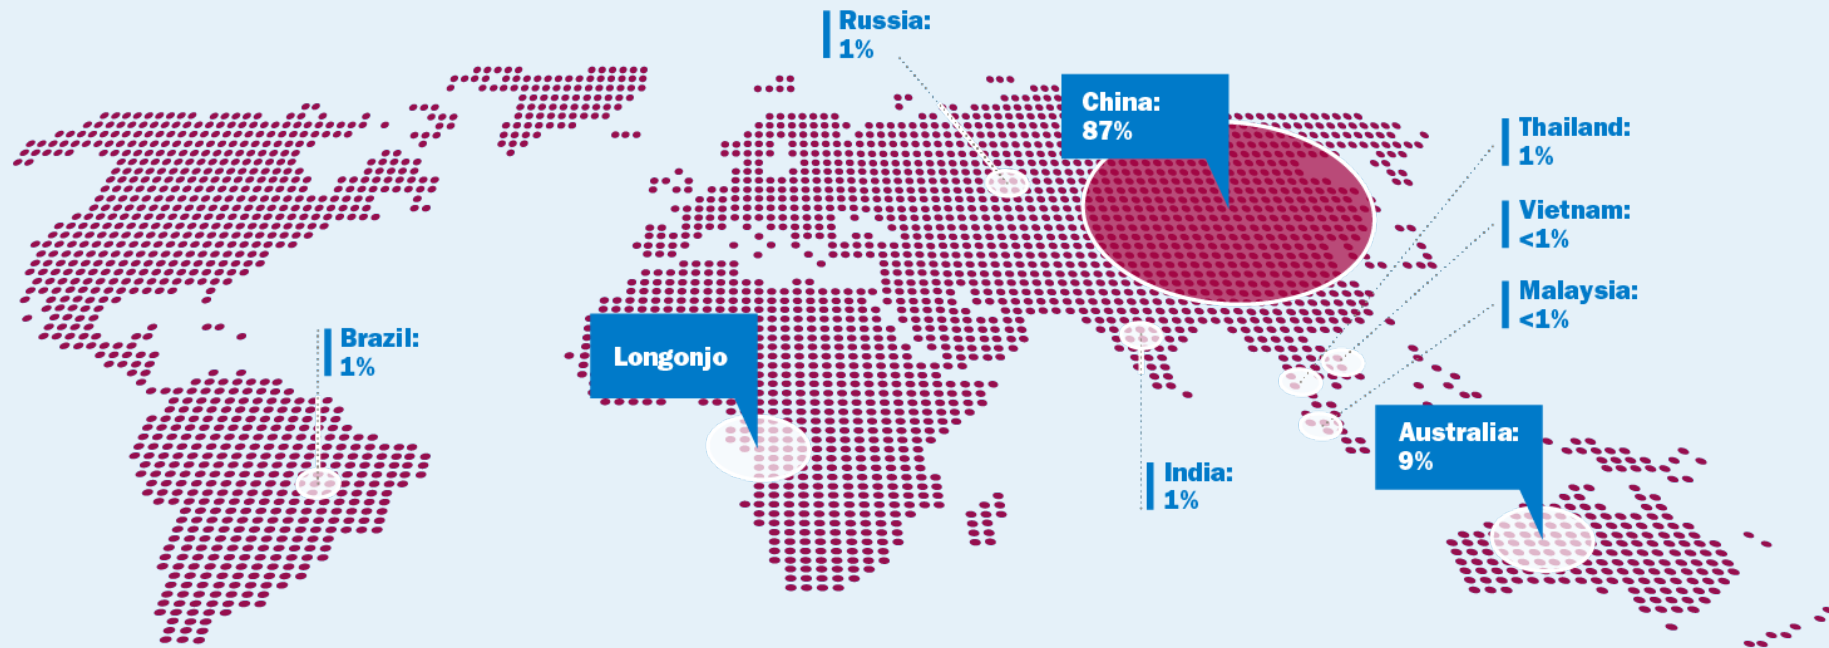 Russia:
1%
China:
87%
Thailand:
1%
Vietnam:
<1%
Malaysia:
<1%
Brazil:
1%
Longonjo
Australia:
9%
India:
1%